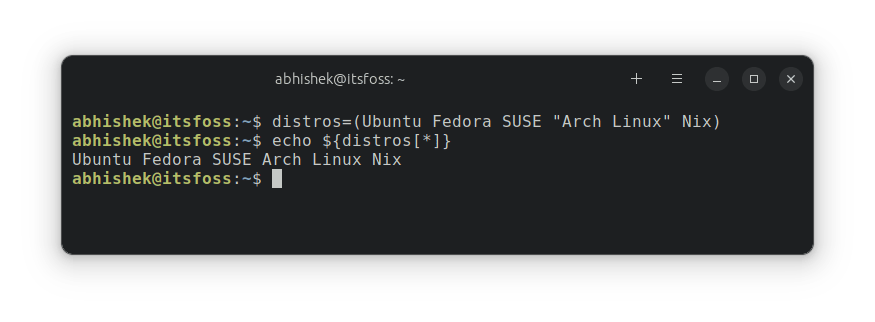 abhishek@itsfoss: ~
abhishek@itsfoss:~$ distros=(Ubuntu Fedora SUSE "Arch Linux" Nix)
abhishek@itsfoss:~$ echo ${distros[*]}
Ubuntu Fedora SUSE Arch Linux Nix
abhishek@itsfoss:~$